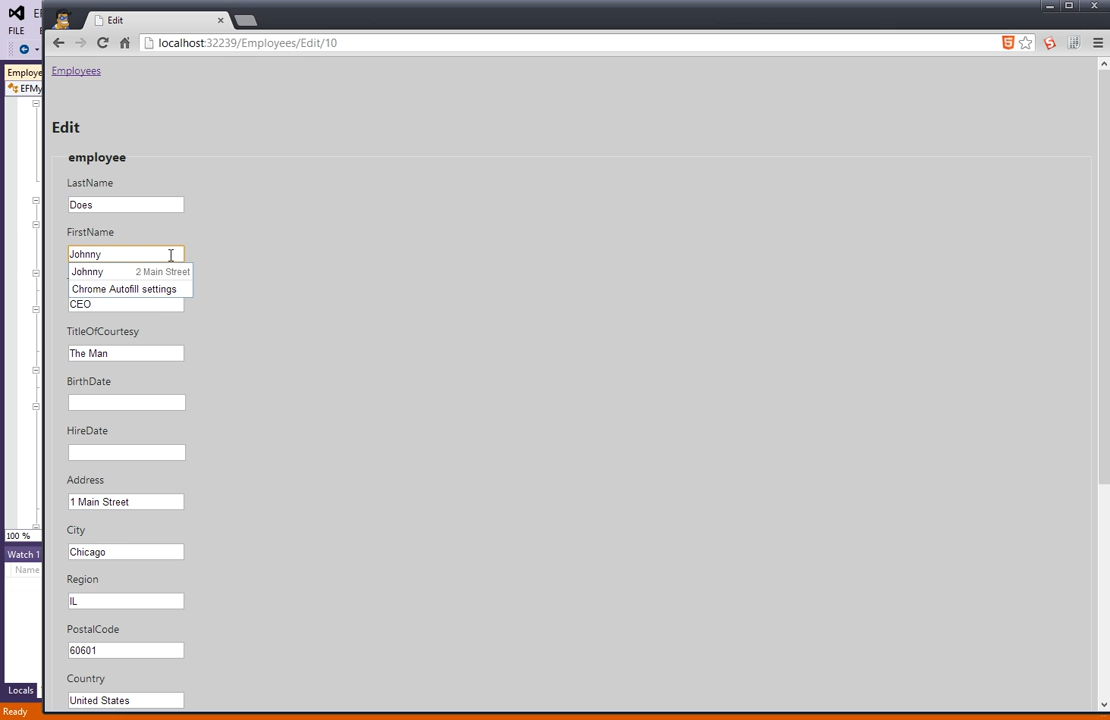 E
Edit
FILE
localhost:32239/Employees/Edit/10
Employe
EFMy
Employees
Edit
employee
LastName
Does
FirstName
Johnny
Johnny 2 Main Street
Chrome Autofill settings
CEO
TitleOfCourtesy
The Man
BirthDate
HireDate
Address
1 Main Street
City
Chicago
Region
IL
PostalCode
60601
Country
United States
100 %
Watch 1
Name
Locals
Ready